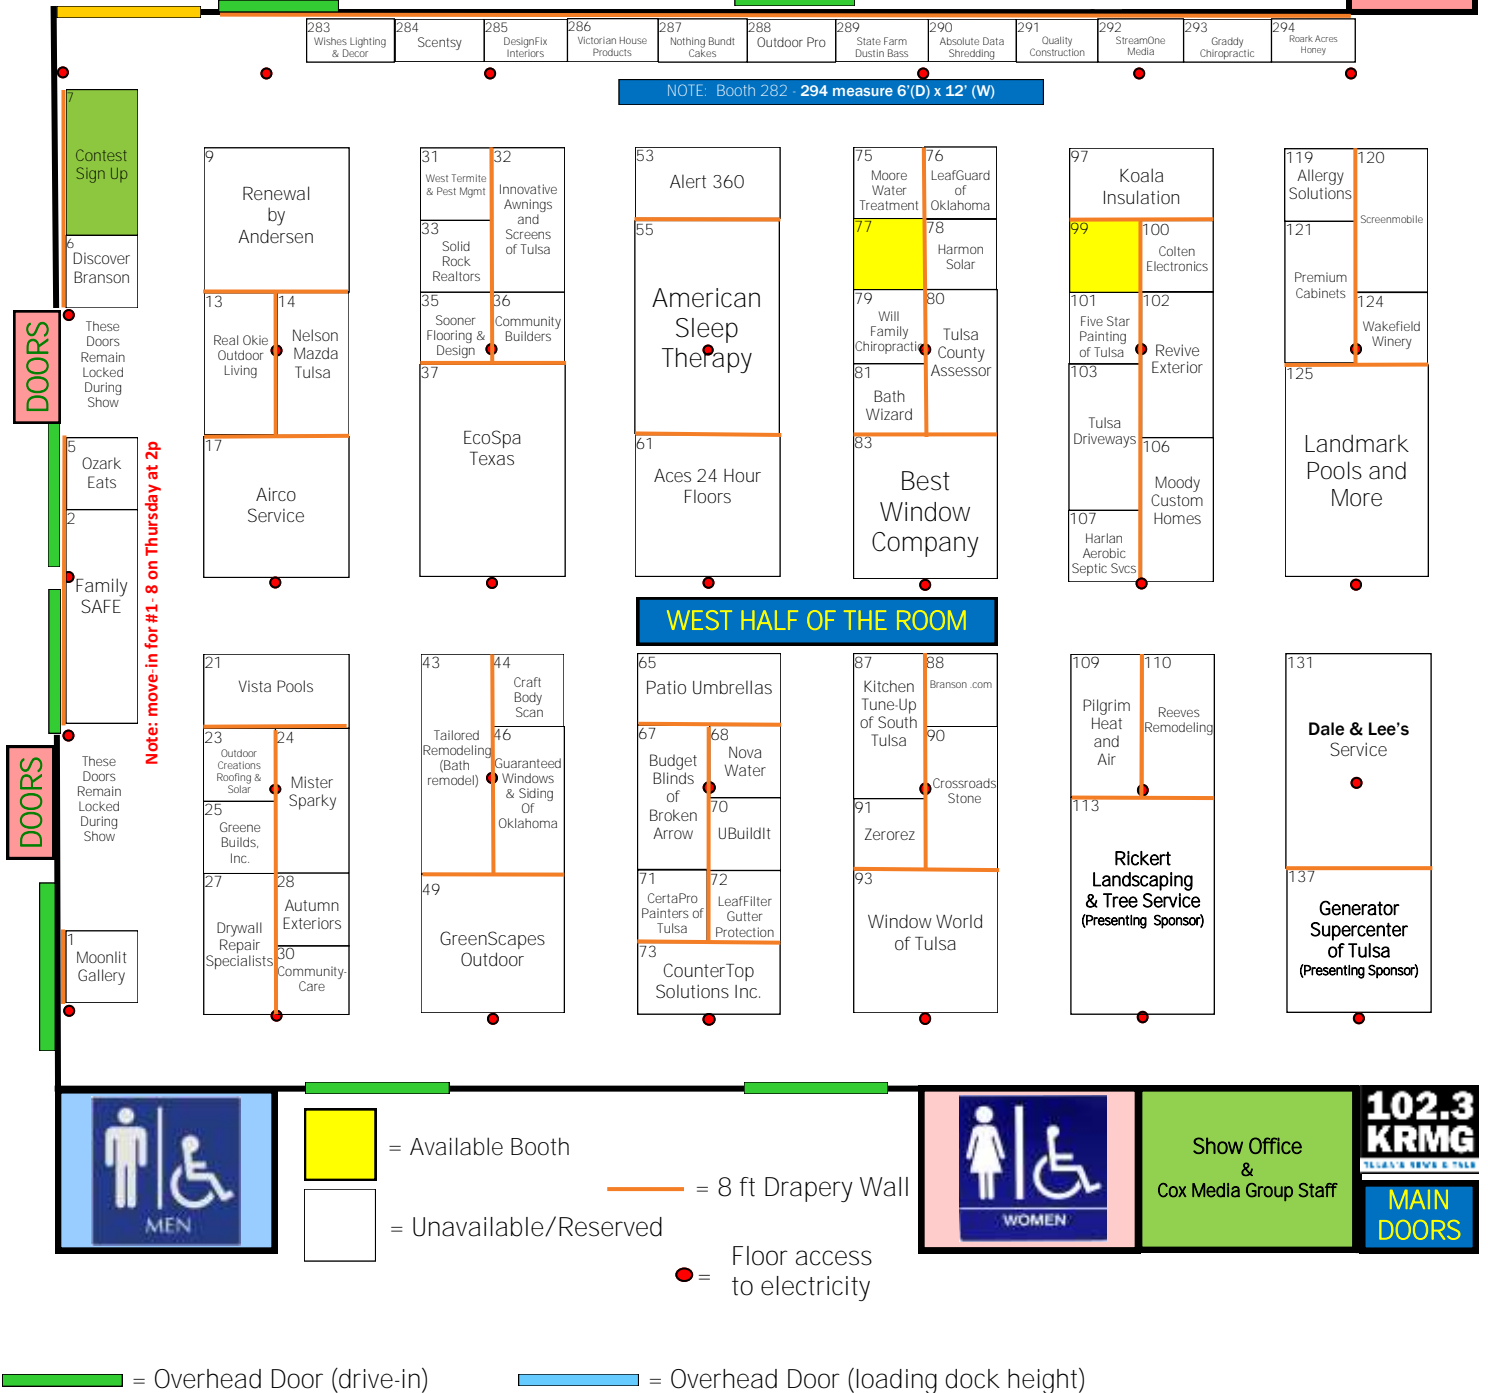 283
Wishes Lighting
& Decor
284
Scentsy
285
DesignFix
Interiors
286
Victorian House
Products
287
Nothing Bundt
Cakes
288
Outdoor Pro
289
State Farm
Dustin Bass
290
Absolute Data
Shredding
291
Quality
Construction
292
StreamOne
Media
293
Graddy
Chiropractic
294
Roark Acres
Honey
NOTE: Booth 282 - 294 measure 6'(D) x 12' (W)
7
Contest
Sign Up
6
Discover
Branson
DOORS
These
Doors
Remain
Locked
During
Show
5
Ozark
Eats
2
Family
SAFE
Note: move-in for #1- 8 on Thursday at 2p
DOORS
These
Doors
Remain
Locked
During
Show
1
Moonlit
Gallery
9
Renewal
by
Andersen
13
Real Okie
Outdoor
Living
14
Nelson
Mazda
Tulsa
17
Airco
Service
31
West Termite
& Pest Mgmt
32
Innovative
Awnings
and
Screens
of Tulsa
33
Solid
Rock
Realtors
35
Sooner
Flooring &
Design
36
Community
Builders
37
EcoSpa
Texas
53
Alert 360
55
American
Sleep
Therapy
61
Aces 24 Hour
Floors
75
Moore
Water
Treatment
76
LeafGuard
of
Oklahoma
77
78
Harmon
Solar
79
Will
Family
Chiropractic
80
Tulsa
County
Assessor
81
Bath
Wizard
83
Best
Window
Company
97
Koala
Insulation
99
100
Colten
Electronics
101
Five Star
Painting
of Tulsa
102
Revive
Exterior
103
Tulsa
Driveways
106
Moody
Custom
Homes
107
Harlan
Aerobic
Septic Svcs
119
Allergy
Solutions
120
Screenmobile
121
Premium
Cabinets
124
Wakefield
Winery
125
Landmark
Pools and
More
WEST HALF OF THE ROOM
21
Vista Pools
23
Outdoor
Creations
Roofing &
Solar
24
Mister
Sparky
25
Greene
Builds,
Inc.
27
Drywall
Repair
Specialists
28
Autumn
Exteriors
30
Community-
Care
43
Tailored
Remodeling
(Bath
remodel)
44
Craft
Body
Scan
46
Guaranteed
Windows
& Siding
Of
Oklahoma
49
GreenScapes
Outdoor
65
Patio Umbrellas
67
Budget
Blinds
of
Broken
Arrow
68
Nova
Water
70
UBuildIt
71
CertaPro
Painters of
Tulsa
72
LeafFilter
Gutter
Protection
73
CounterTop
Solutions Inc.
87
Kitchen
Tune-Up
of South
Tulsa
88
Branson .com
90
Crossroads
Stone
91
Zerorez
93
Window World
of Tulsa
109
Pilgrim
Heat
and
Air
110
Reeves
Remodeling
113
Rickert
Landscaping
& Tree Service
(Presenting Sponsor)
131
Dale & Lee's
Service
137
Generator
Supercenter
of Tulsa
(Presenting Sponsor)
MEN
= Available Booth
= Unavailable/Reserved
= 8 ft Drapery Wall
= Floor access
to electricity
WOMEN
Show Office
&
Cox Media Group Staff
102.3
KRMG
TULSA'S NEWS & TALK
MAIN
DOORS
= Overhead Door (drive-in)
= Overhead Door (loading dock height)